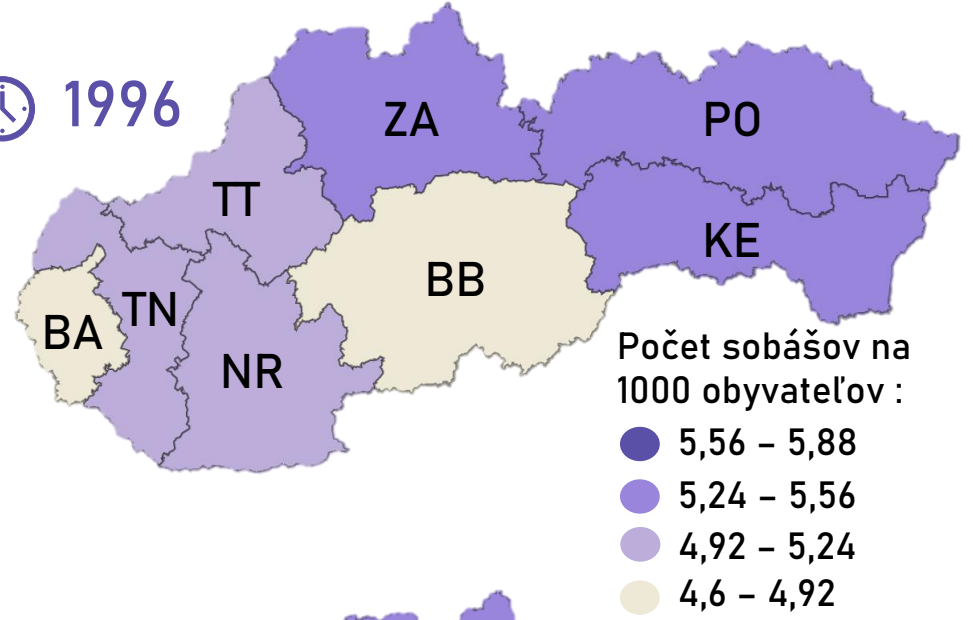 1996
ZA
PO
TT
KE
BB
TN
BA
NR
Počet sobášov na
1000 obyvateľov :
5,56 – 5,88
5,24 – 5,56
4,92 – 5,24
4,6 – 4,92